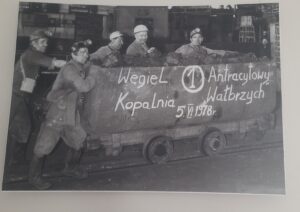 Węgiel 1 Antracytowy
Kopalnia Wałbrzych"
5.VI 1978 r.